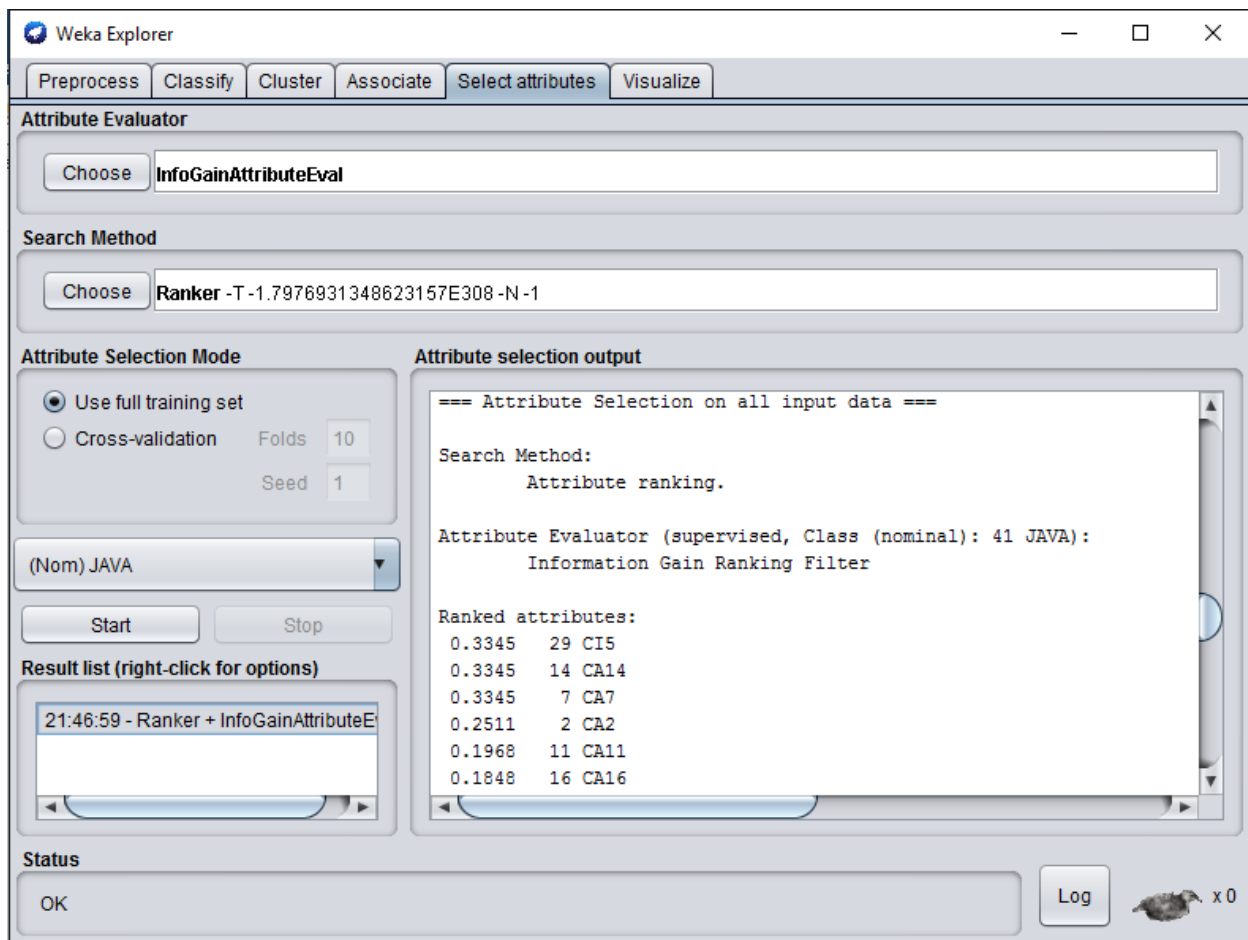 Weka Explorer
Preprocess Classify Cluster Associate Select attributes Visualize
Attribute Evaluator
Choose InfoGainAttributeEval
Search Method
Choose Ranker -T -1.7976931348623157E308 -N -1
Attribute Selection Mode
Use full training set
Cross-validation Folds 10
Seed 1
(Nom) JAVA
Start Stop
Result list (right-click for options)
21:46:59 - Ranker + InfoGainAttributeEv
Attribute selection output
=== Attribute Selection on all input data ===
Search Method:
Attribute ranking.
Attribute Evaluator (supervised, Class (nominal): 41 JAVA):
Information Gain Ranking Filter
Ranked attributes:
0.3345 29 CI5
0.3345 14 CA14
0.3345 7 CA7
0.2511 2 CA2
0.1968 11 CA11
0.1848 16 CA16
Status
OK
Log x 0